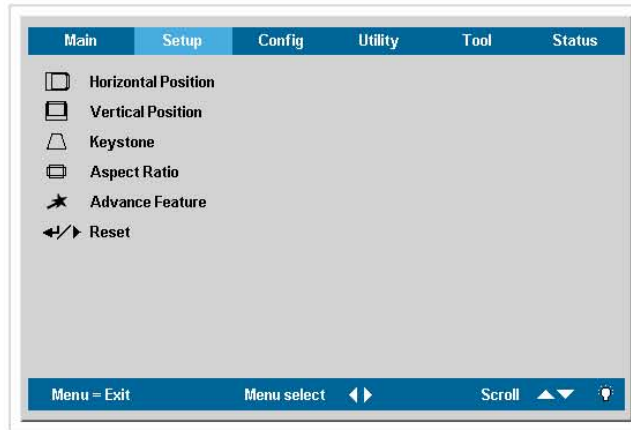 Main Setup Config Utility Tool Status
Horizontal Position
Vertical Position
Keystone
Aspect Ratio
Advance Feature
Reset
Menu = Exit Menu select Scroll